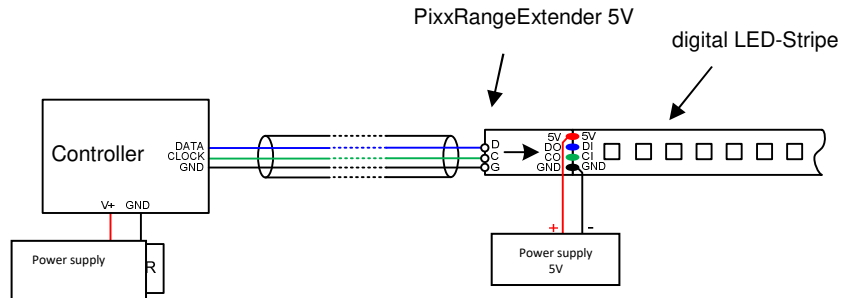 PixxRangeExtender 5V
digital LED-Stripe
Controller
DATA
CLOCK
GND
V+ GND
Power supply
R
D
C
G
5V
DO
CO
GND
5V
DI
CI
GND
+ -
Power supply
5V